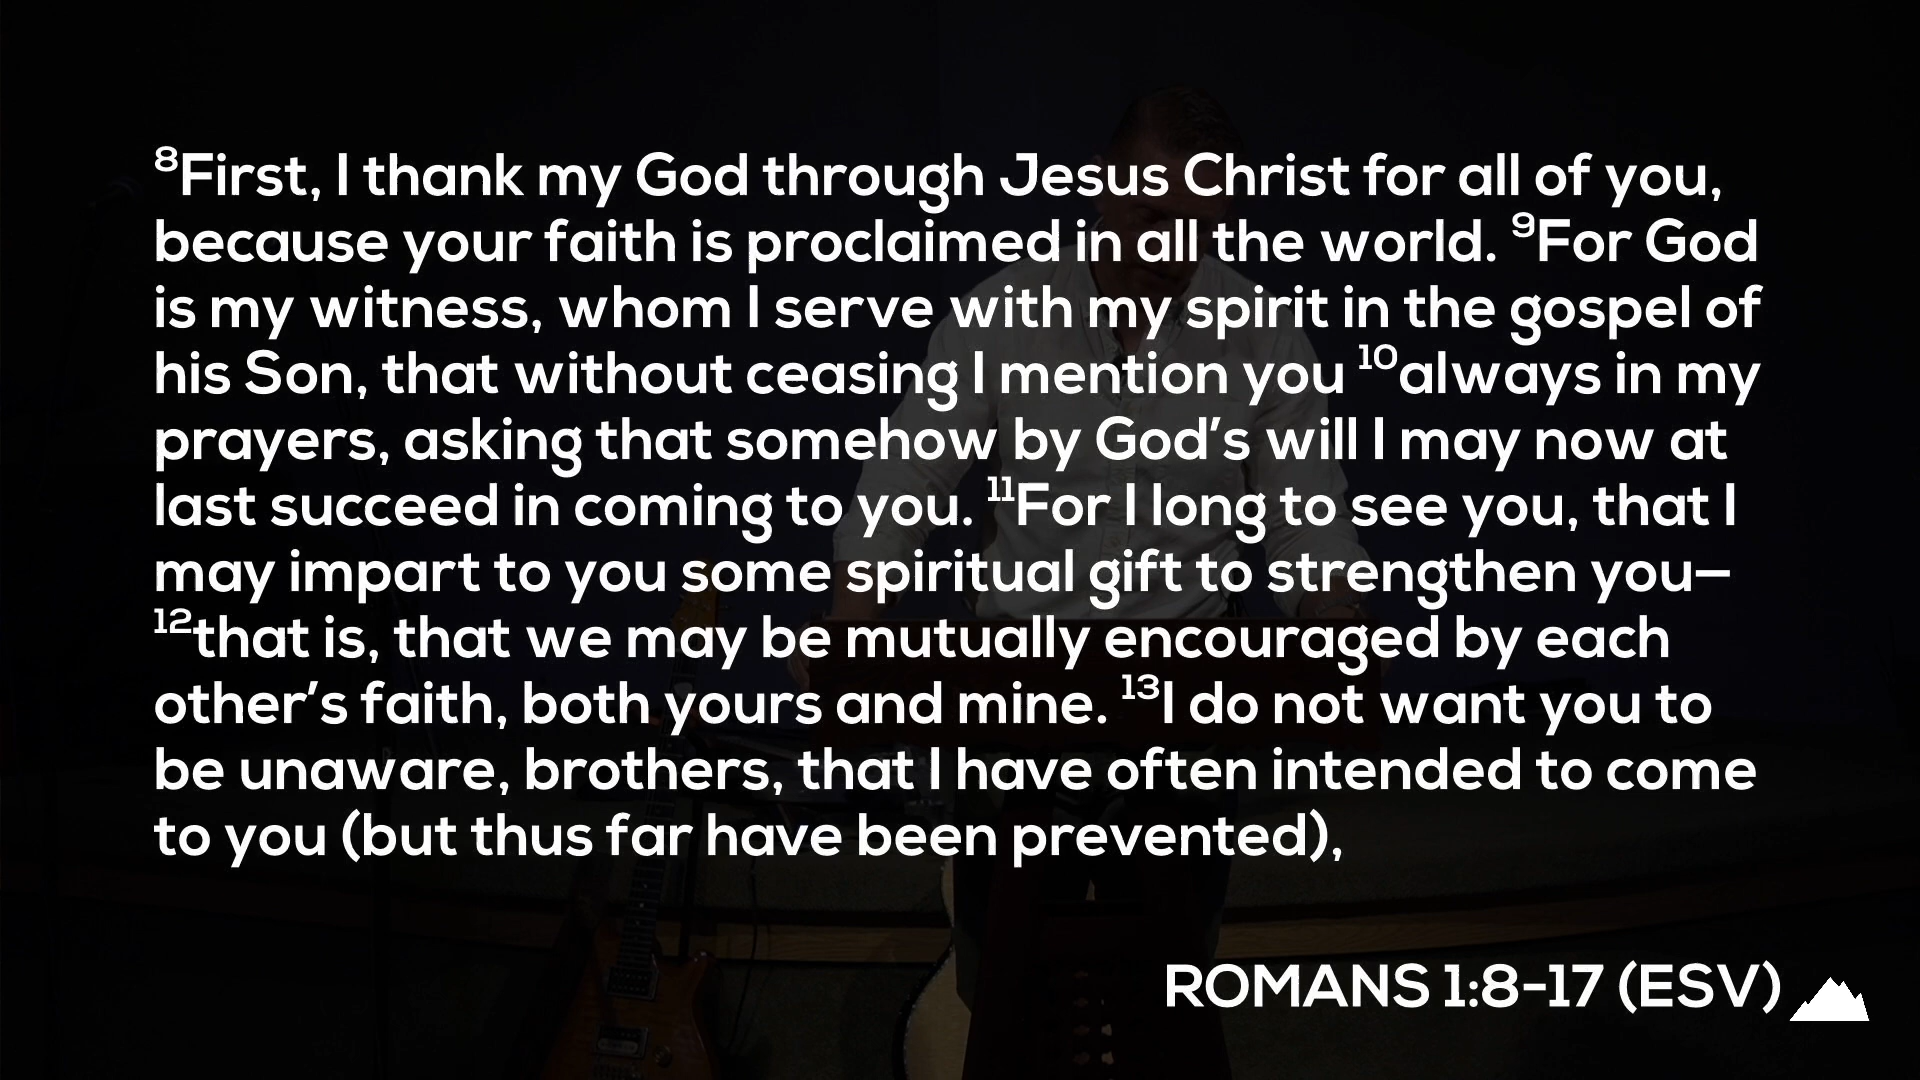 ⁸First, I thank my God through Jesus Christ for all of you,
because your faith is proclaimed in all the world. ⁹For God
is my witness, whom I serve with my spirit in the gospel of
his Son, that without ceasing I mention you ¹⁰always in my
prayers, asking that somehow by God’s will I may now at
last succeed in coming to you. ¹¹For I long to see you, that I
may impart to you some spiritual gift to strengthen you—
¹²that is, that we may be mutually encouraged by each
other’s faith, both yours and mine. ¹³I do not want you to
be unaware, brothers, that I have often intended to come
to you (but thus far have been prevented),
ROMANS 1:8–17 (ESV)